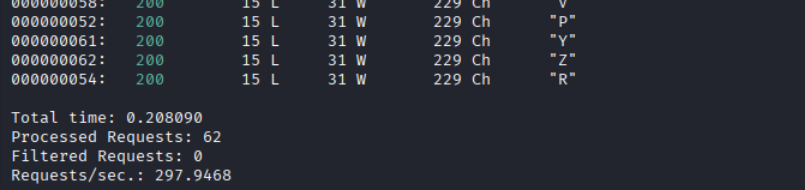 000000058:   200        15 L     31 W       229 Ch      "V"
000000052:   200        15 L     31 W       229 Ch      "P"
000000061:   200        15 L     31 W       229 Ch      "Y"
000000062:   200        15 L     31 W       229 Ch      "Z"
000000054:   200        15 L     31 W       229 Ch      "R"
Total time: 0.208090
Processed Requests: 62
Filtered Requests: 0
Requests/sec.: 297.9468